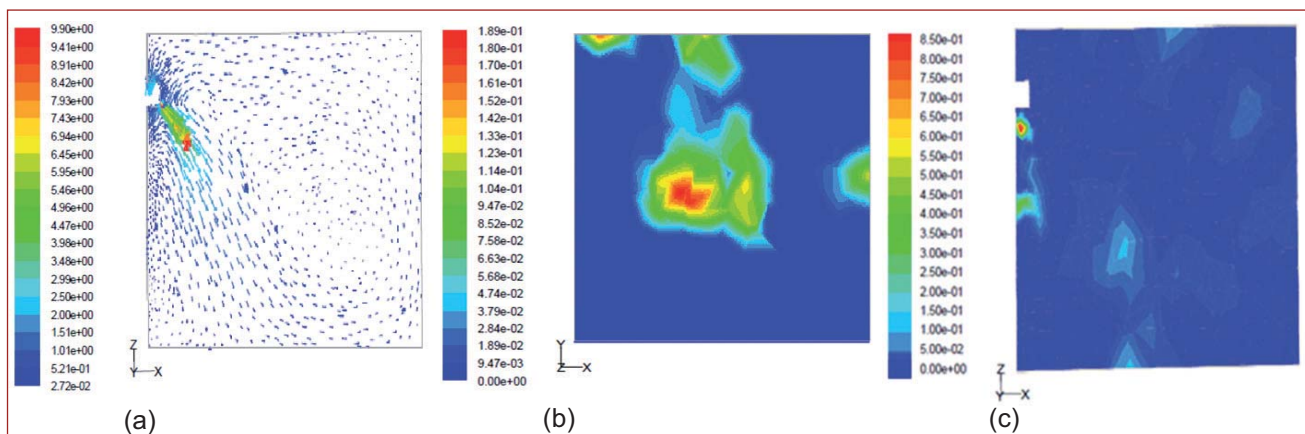 9.90e+00
9.41e+00
8.91e+00
8.42e+00
7.93e+00
7.43e+00
6.94e+00
6.45e+00
5.95e+00
5.46e+00
4.96e+00
4.47e+00
3.98e+00
3.48e+00
2.99e+00
2.50e+00
2.00e+00
1.51e+00
1.01e+00
5.21e-01
2.72e-02
Z
Y X
(a)
1.89e-01
1.80e-01
1.70e-01
1.61e-01
1.52e-01
1.42e-01
1.33e-01
1.23e-01
1.14e-01
1.04e-01
9.47e-02
8.52e-02
7.58e-02
6.63e-02
5.68e-02
4.74e-02
3.79e-02
2.84e-02
1.89e-02
9.47e-03
0.00e+00
Y
Z X
(b)
8.50e-01
8.00e-01
7.50e-01
7.00e-01
6.50e-01
6.00e-01
5.50e-01
5.00e-01
4.50e-01
4.00e-01
3.50e-01
3.00e-01
2.50e-01
2.00e-01
1.50e-01
1.00e-01
5.00e-02
0.00e+00
Z
Y X
(c)